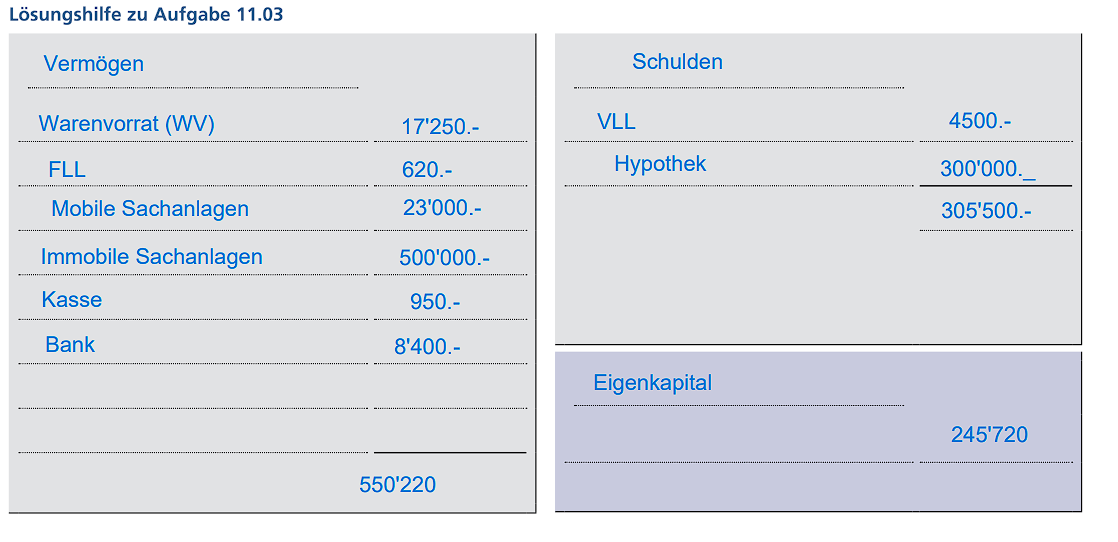 Lösungshilfe zu Aufgabe 11.03
Vermögen
Warenvorrat (WV) 17'250.-
FLL 620.-
Mobile Sachanlagen 23'000.-
Immobile Sachanlagen 500'000.-
Kasse 950.-
Bank 8'400.-
550'220
Schulden
VLL 4500.-
Hypothek 300'000._
305'500.-
Eigenkapital
245'720